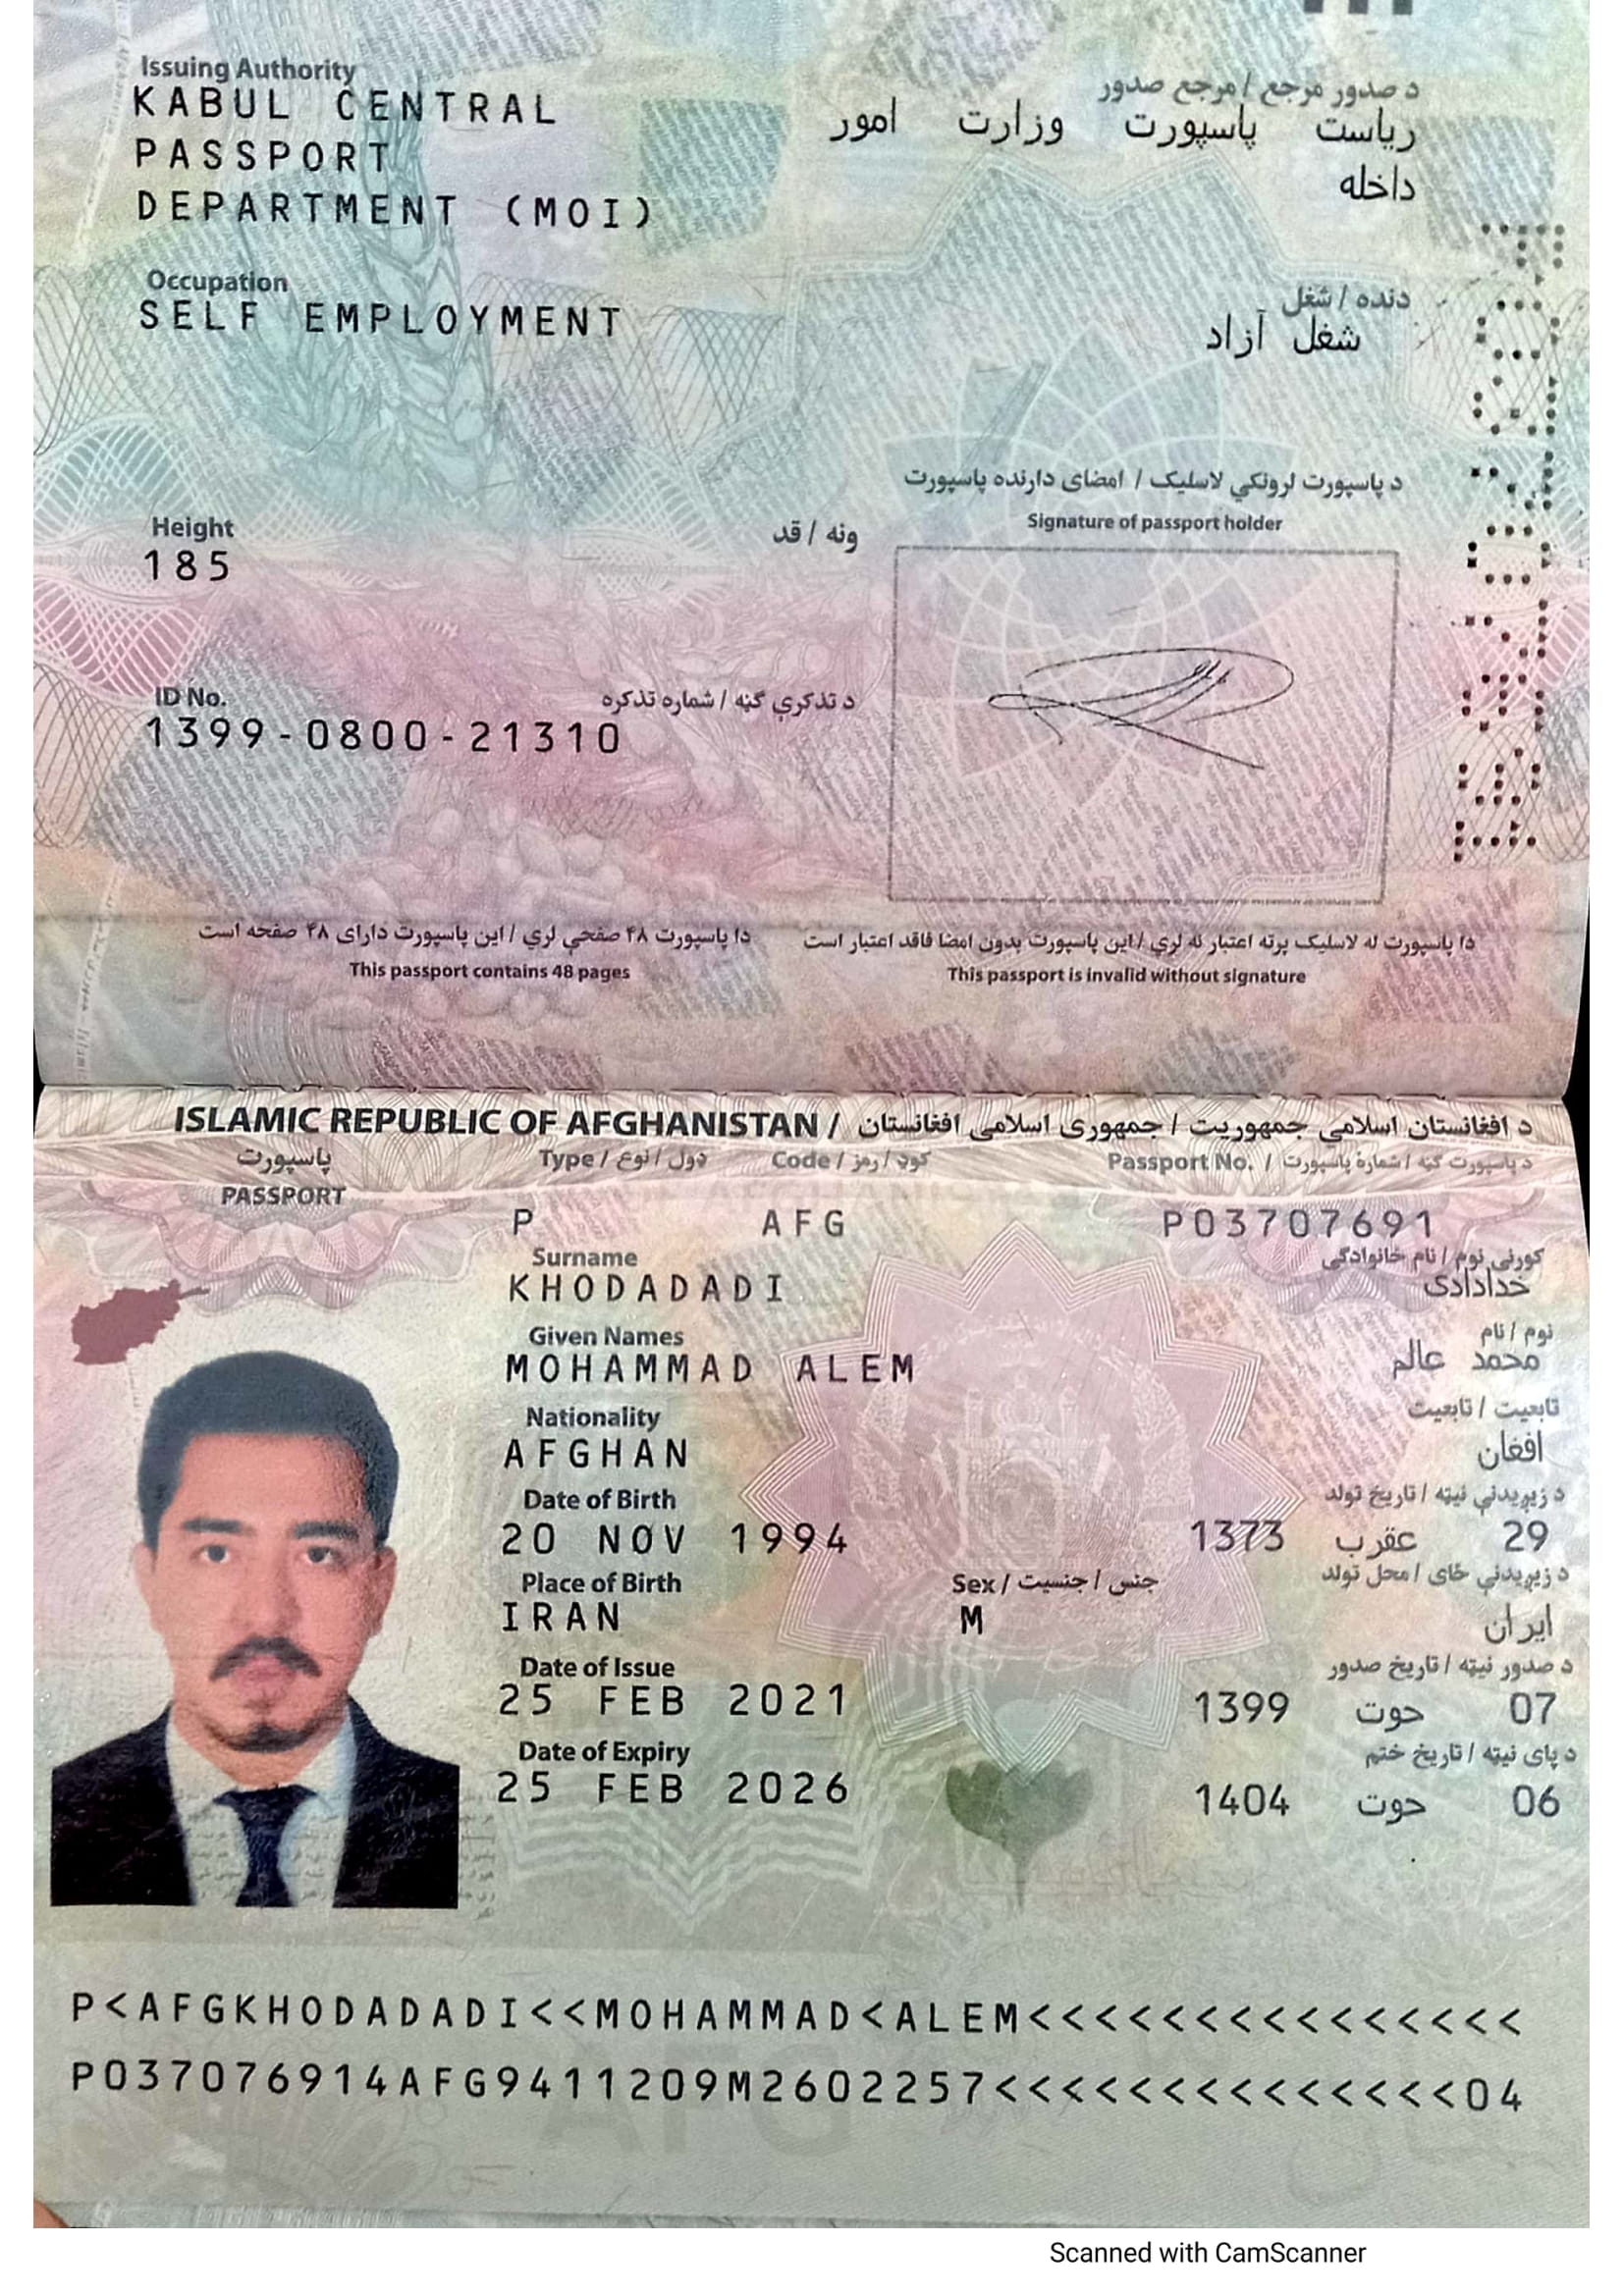 Issuing Authority
د صدور مرجع / مرجع صدور
KABUL CENTRAL
PASSPORT
DEPARTMENT (MOI)
ریاست پاسپورت وزارت امور
داخله
Occupation
دنده / شغل
SELF EMPLOYMENT
شغل آزاد
د پاسپورت لرونکي لاسلیک / امضای دارنده پاسپورت
Signature of passport holder
Height
ونه / قد
185
ID No.
د تذکرې ګڼه / شماره تذکره
1399-0800-21310
دا پاسپورت ۴۸ صفحې لري / این پاسپورت دارای ۴۸ صفحه است
This passport contains 48 pages
دا پاسپورت له لاسلیک پرته اعتبار نه لري / این پاسپورت بدون امضا فاقد اعتبار است
This passport is invalid without signature
ISLAMIC REPUBLIC OF AFGHANISTAN / د افغانستان اسلامي جمهوریت / جمهوری اسلامی افغانستان
پاسپورت
PASSPORT
Type / ډول / نوع
Code / کوډ / رمز
Passport No. / د پاسپورت ګڼه / شمارهٔ پاسپورت
P AFG P03707691
Surname
کورنی نوم / نام خانوادگی
KHODADADI
خدادادی
Given Names
نوم / نام
MOHAMMAD ALEM
محمد عالم
Nationality
تابعیت / تابعیت
AFGHAN
افغان
Date of Birth
د زیږیدنې نیټه / تاریخ تولد
20 NOV 1994
29 عقرب 1373
Place of Birth
Sex / جنس / جنسیت
د زیږیدنې ځای / محل تولد
IRAN
M
ایران
Date of Issue
د صدور نیټه / تاریخ صدور
25 FEB 2021
07 حوت 1399
Date of Expiry
د پای نیټه / تاریخ ختم
25 FEB 2026
06 حوت 1404
P<AFGKHODADADI<<MOHAMMAD<ALEM<<<<<<<<<<<<<<<
P037076914AFG9411209M2602257<<<<<<<<<<<<<<04
Scanned with CamScanner